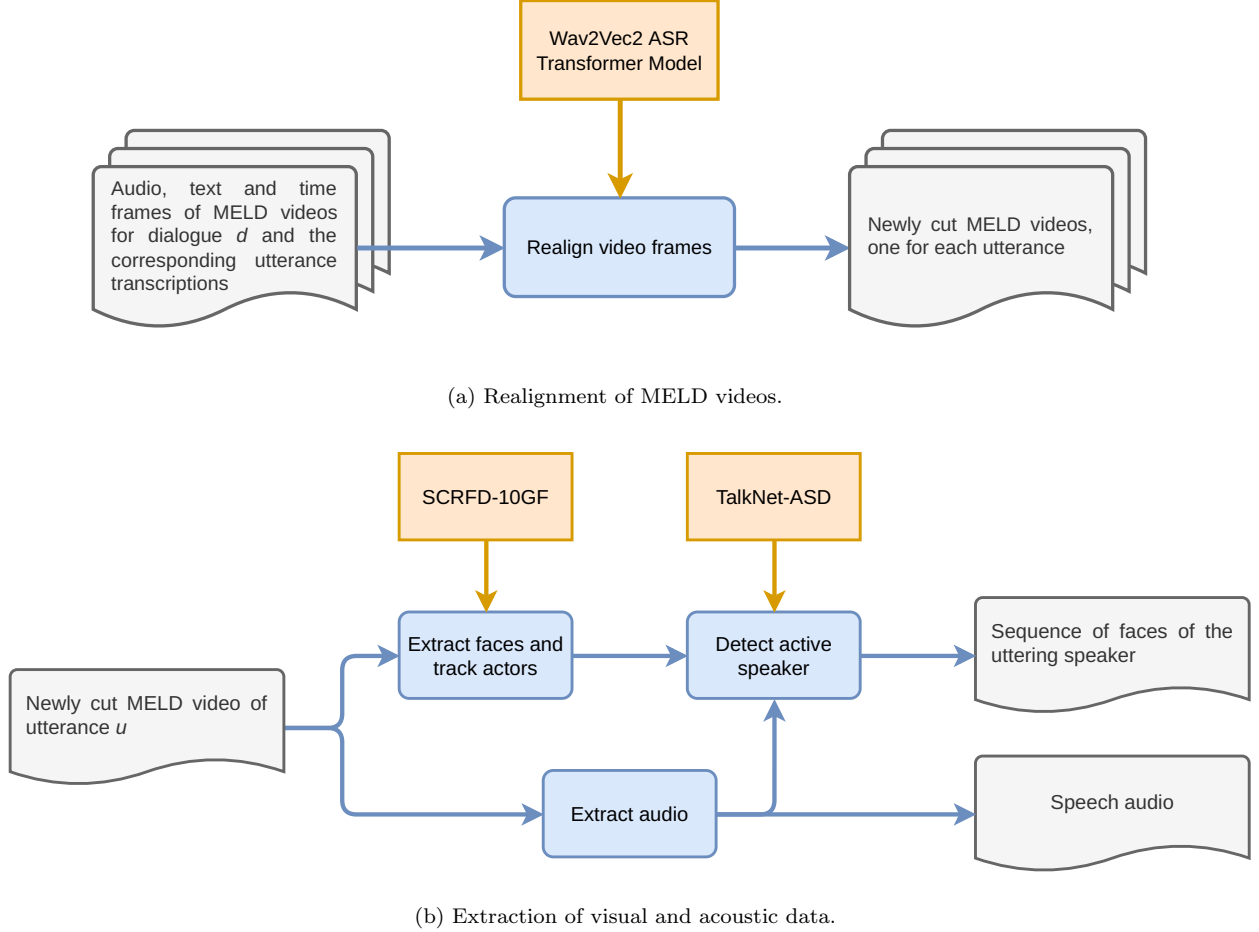 Wav2Vec2 ASR
Transformer Model
Audio, text and time
frames of MELD videos
for dialogue d and the
corresponding utterance
transcriptions
Realign video frames
Newly cut MELD videos,
one for each utterance
(a) Realignment of MELD videos.
SCRFD-10GF
TalkNet-ASD
Extract faces and
track actors
Detect active
speaker
Sequence of faces of the
uttering speaker
Newly cut MELD video of
utterance u
Extract audio
Speech audio
(b) Extraction of visual and acoustic data.